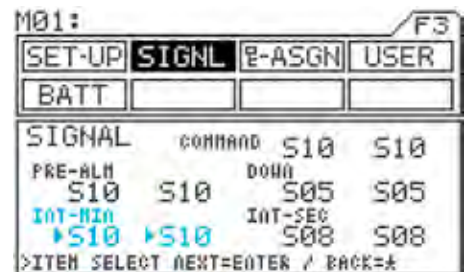 M01: F3
SET-UP SIGNL ⚷-ASGN USER
BATT
SIGNAL COMMAND S10 S10
PRE-ALM DOWN
S10 S10 S05 S05
INT-MIN INT-SEC
▸S10 ▸S10 S08 S08
>ITEM SELECT NEXT=ENTER / BACK=*